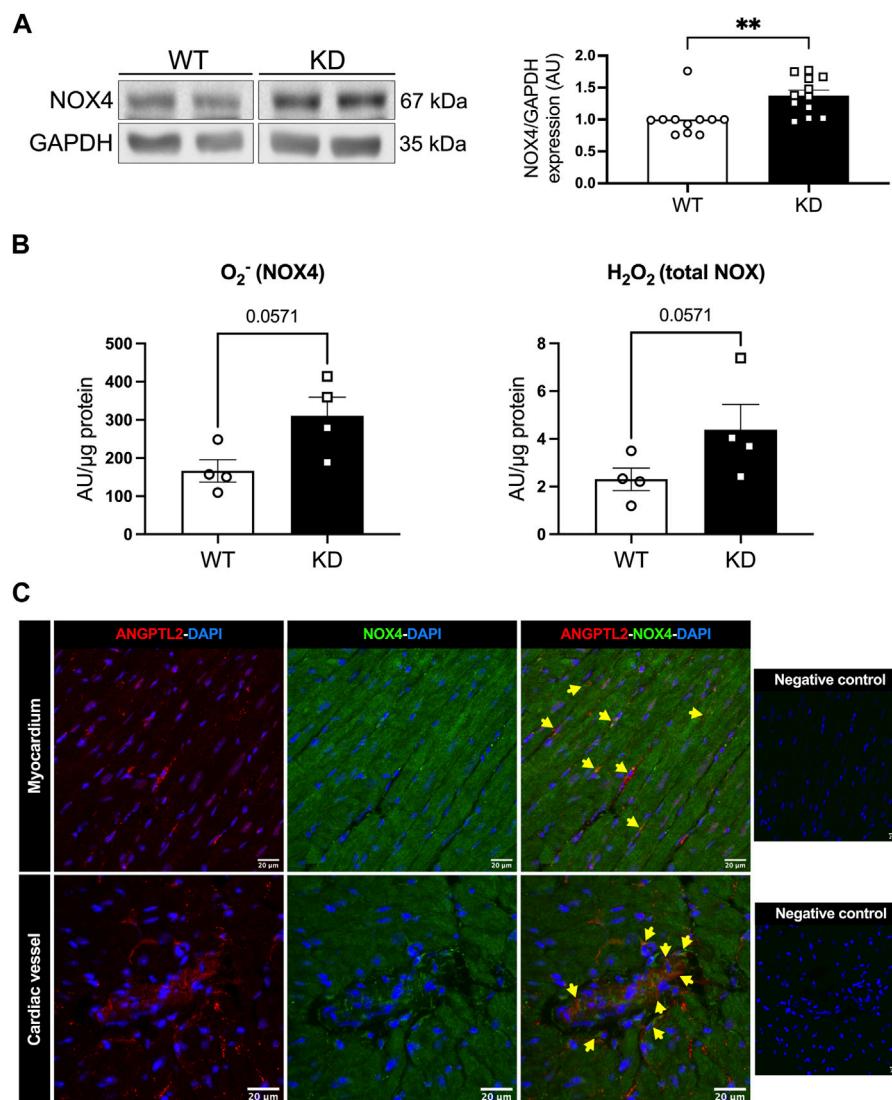 A
WT
KD
NOX4
67 kDa
GAPDH
35 kDa
NOX4/GAPDH
expression (AU)
**
2.0
1.5
1.0
0.5
0.0
WT
KD
B
O₂⁻ (NOX4)
0.0571
AU/µg protein
500
400
300
200
100
0
WT
KD
H₂O₂ (total NOX)
0.0571
AU/µg protein
8
6
4
2
0
WT
KD
C
ANGPTL2-DAPI
NOX4-DAPI
ANGPTL2-NOX4-DAPI
Negative control
Myocardium
20 µm
20 µm
20 µm
Negative control
Cardiac vessel
20 µm
20 µm
20 µm